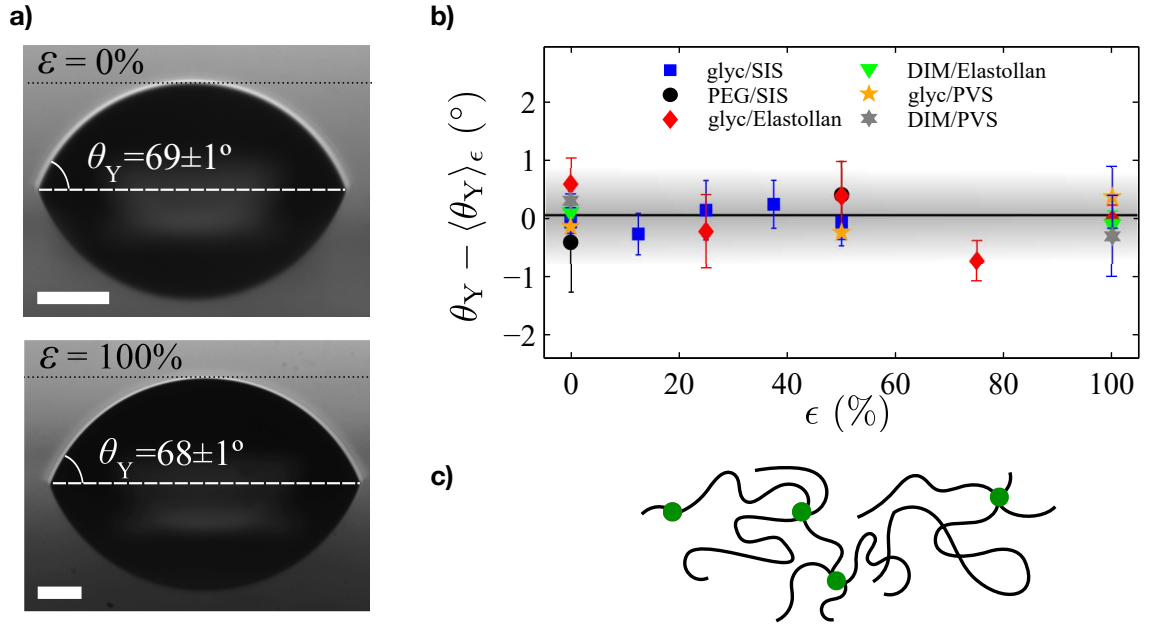 a)
ε = 0%
θY=69±1º
ε = 100%
θY=68±1º
b)
θY − ⟨θY⟩ϵ (°)
2
1
0
−1
−2
glyc/SIS
PEG/SIS
glyc/Elastollan
DIM/Elastollan
glyc/PVS
DIM/PVS
0 20 40 60 80 100
ϵ (%)
c)